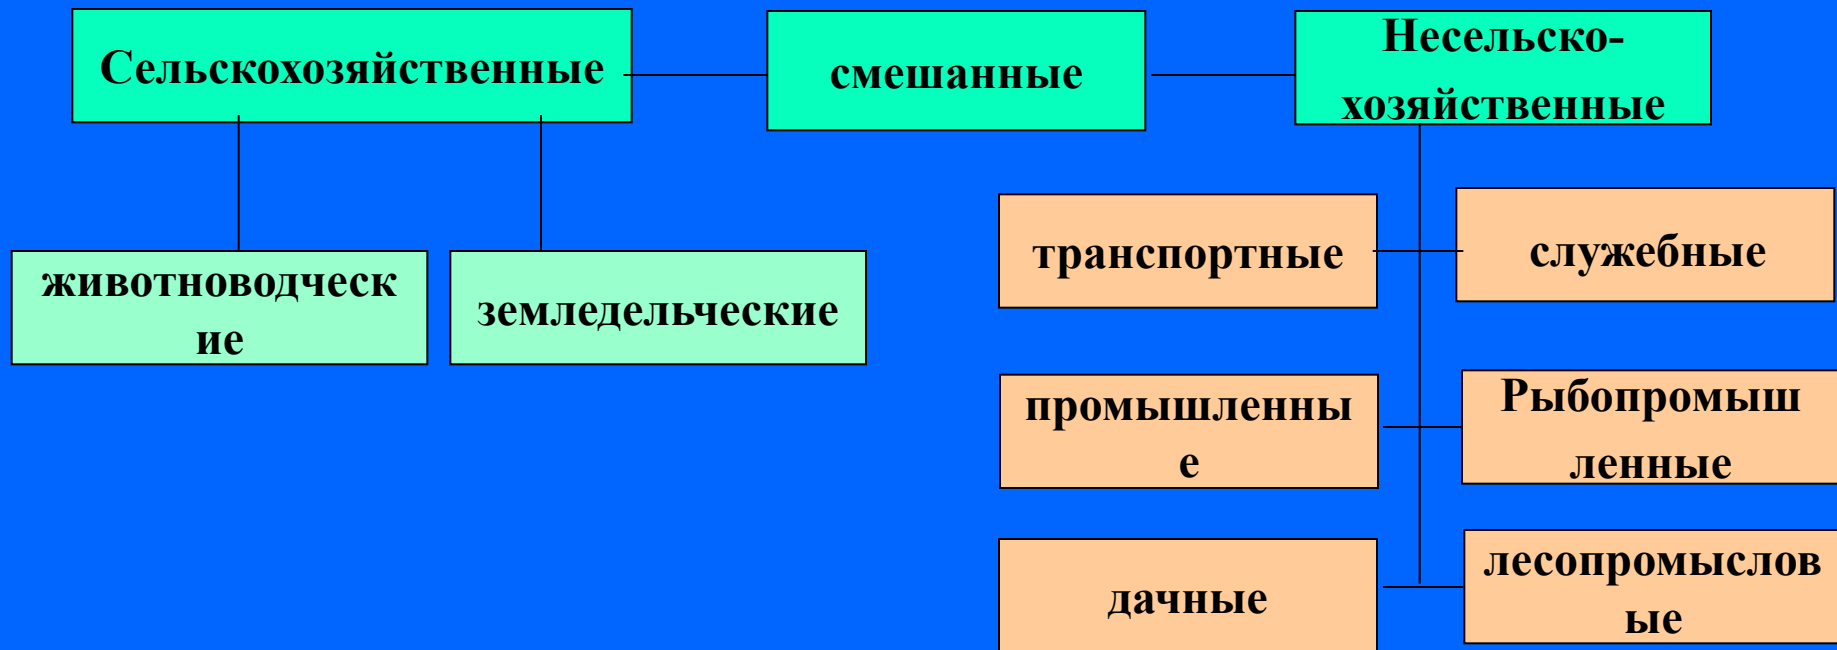 Сельскохозяйственные
смешанные
Несельско-
хозяйственные
животноводческ
ие
земледельческие
транспортные
служебные
промышленны
е
Рыбопромыш
ленные
дачные
лесопромыслов
ые